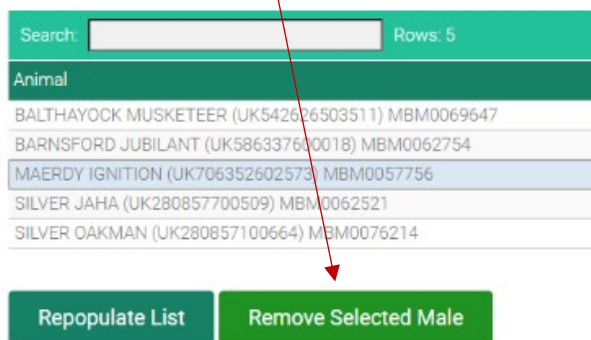 Search: Rows: 5
Animal
BALTHAYOCK MUSKETEER (UK542626503511) MBM0069647
BARNSFORD JUBILANT (UK586337600018) MBM0062754
MAERDY IGNITION (UK706352602573) MBM0057756
SILVER JAHA (UK280857700509) MBM0062521
SILVER OAKMAN (UK280857100664) MBM0076214
Repopulate List Remove Selected Male